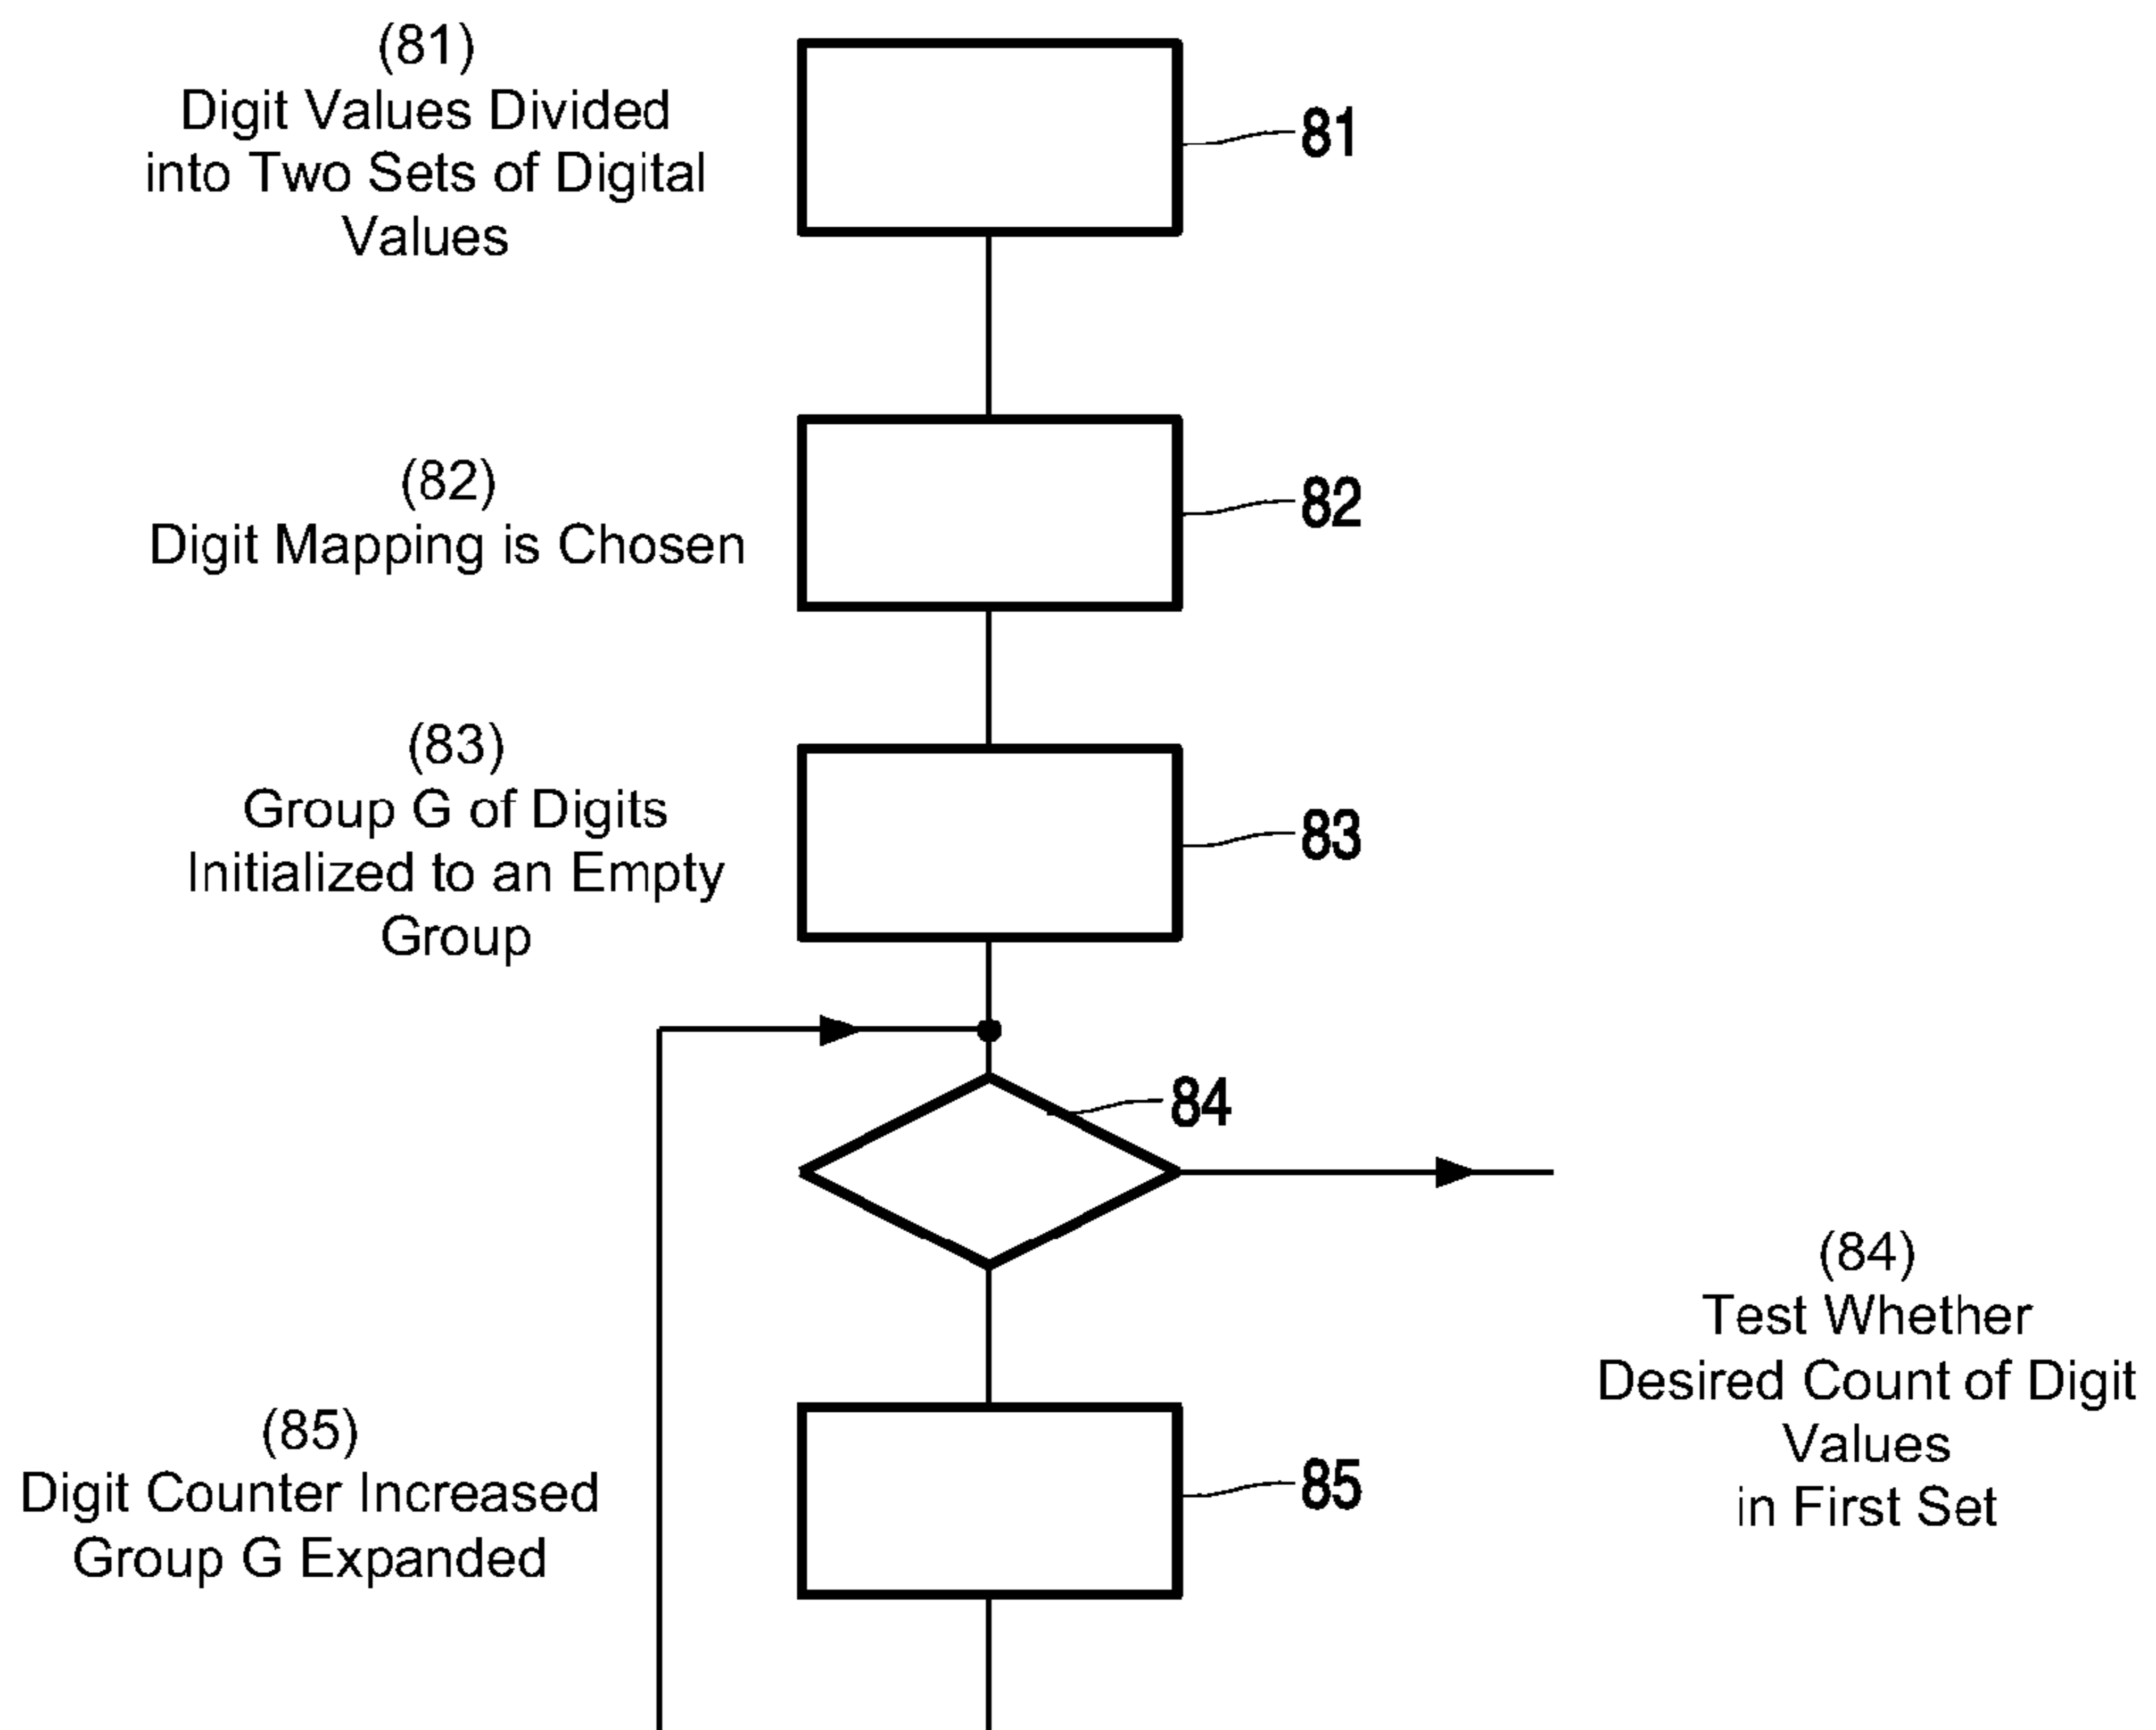 (81)
Digit Values Divided
into Two Sets of Digital
Values
81
(82)
Digit Mapping is Chosen
82
(83)
Group G of Digits
Initialized to an Empty
Group
83
84
(84)
Test Whether
Desired Count of Digit
Values
in First Set
(85)
Digit Counter Increased
Group G Expanded
85